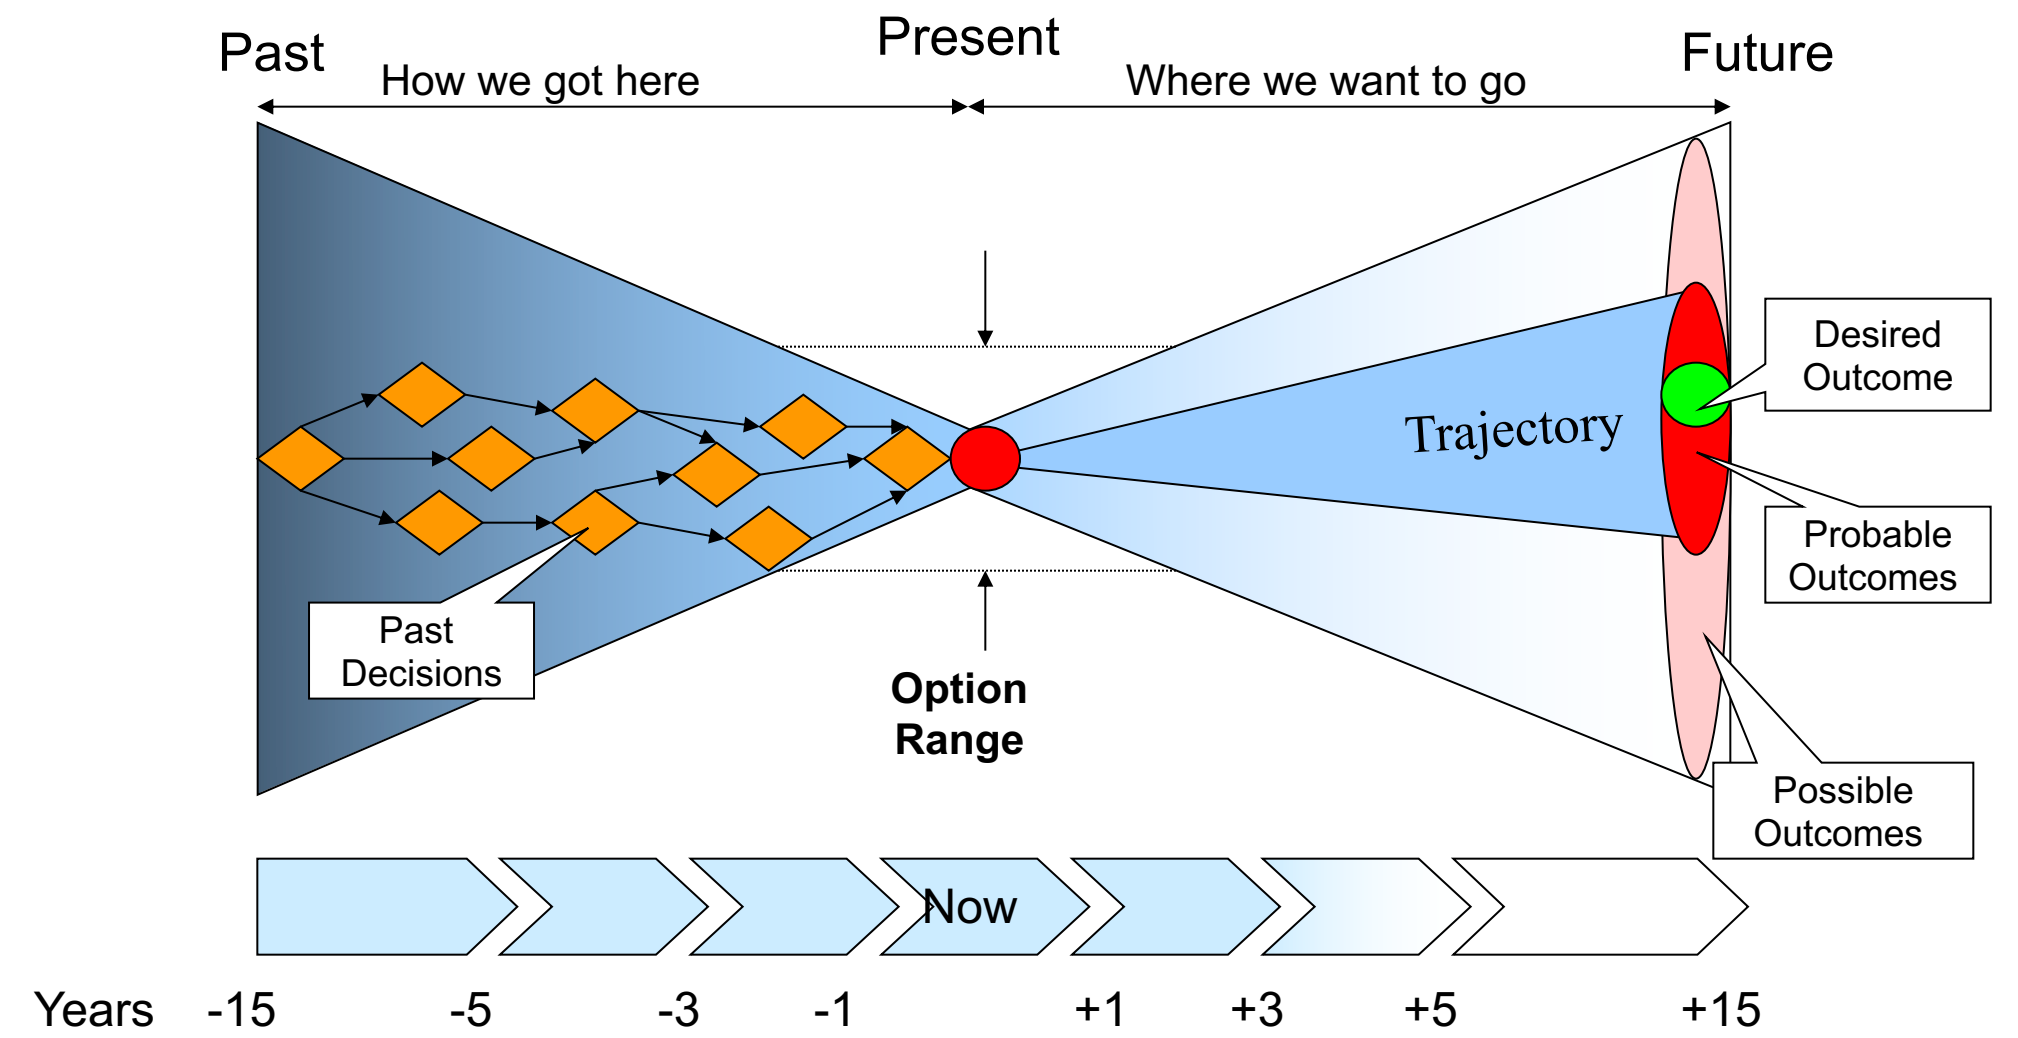 Past
Present
Future
How we got here
Where we want to go
Desired
Outcome
Trajectory
Probable
Outcomes
Past
Decisions
Option
Range
Possible
Outcomes
Now
Years -15 -5 -3 -1 +1 +3 +5 +15